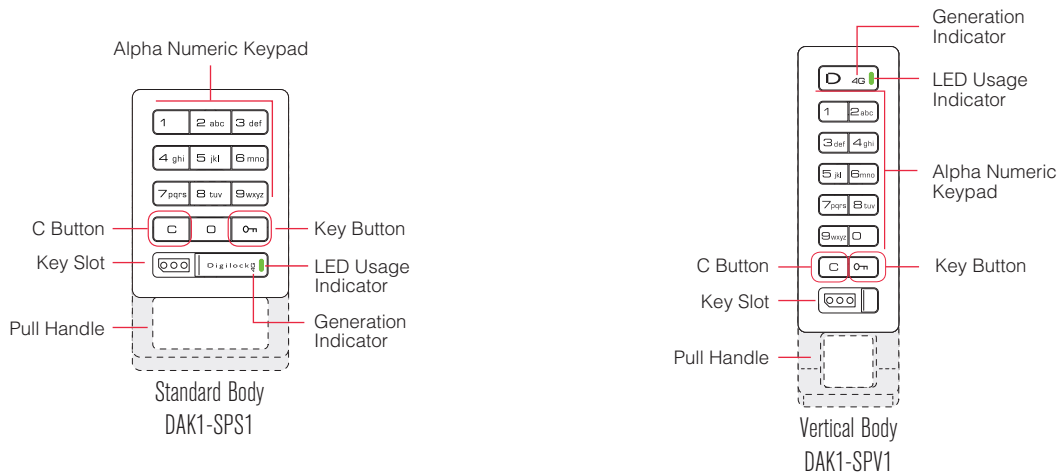 Alpha Numeric Keypad
1 2 abc 3 def
4 ghi 5 jkl 6 mno
7 pqrs 8 tuv 9 wxyz
C Button
C 0
Key Button
Key Slot
Digilock
LED Usage
Indicator
Generation
Indicator
Pull Handle
Standard Body
DAK1-SPS1
Generation
Indicator
D 4G
LED Usage
Indicator
1 2 abc
3 def 4 ghi
5 jkl 6 mno
7 pqrs 8 tuv
9 wxyz 0
Alpha Numeric
Keypad
C Button
C
Key Button
Key Slot
Pull Handle
Vertical Body
DAK1-SPV1